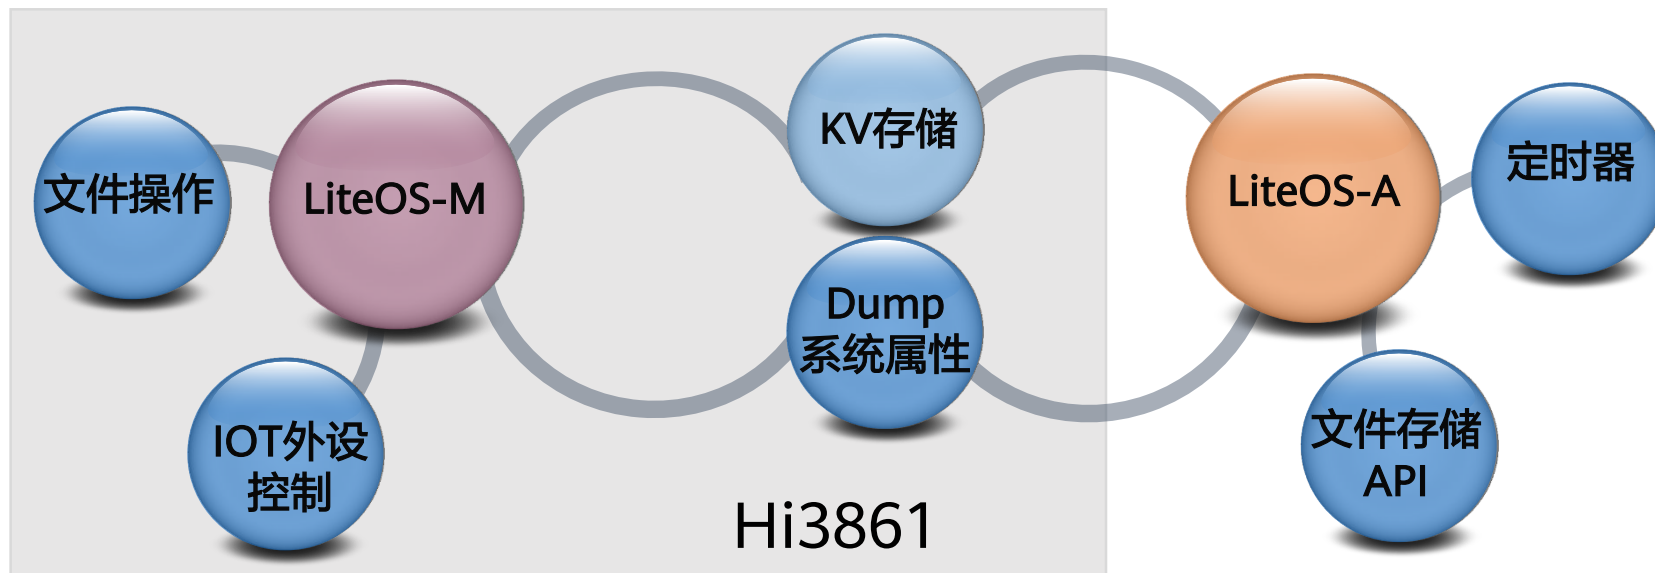 文件操作
LiteOS-M
IOT外设
控制
KV存储
Dump
系统属性
Hi3861
LiteOS-A
定时器
文件存储
API